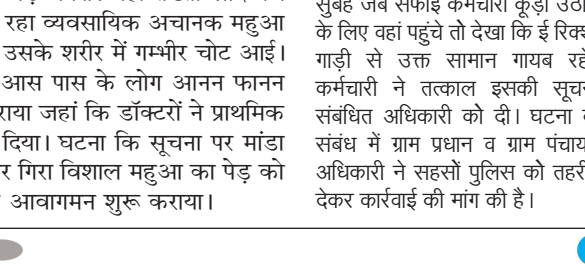 रहा व्यवसायिक अचानक महुआ
उसके शरीर में गम्भीर चोट आई।
आस पास के लोग आनन फानन
राया जहां कि डॉक्टरों ने प्राथमिक
दिया। घटना कि सूचना पर मांडा
र गिरा विशाल महुआ का पेड़ को
आवागमन शुरू कराया।
सुबह जब सफाई कर्मचारी कूड़ा उठा
के लिए वहां पहुंचे तो देखा कि ई रिक्श
गाड़ी से उक्त सामान गायब रहे
कर्मचारी ने तत्काल इसकी सूच
संबंधित अधिकारी को दी। घटना
संबंध में ग्राम प्रधान व ग्राम पंचाय
अधिकारी ने सहसों पुलिस को तहरी
देकर कार्रवाई की मांग की है।